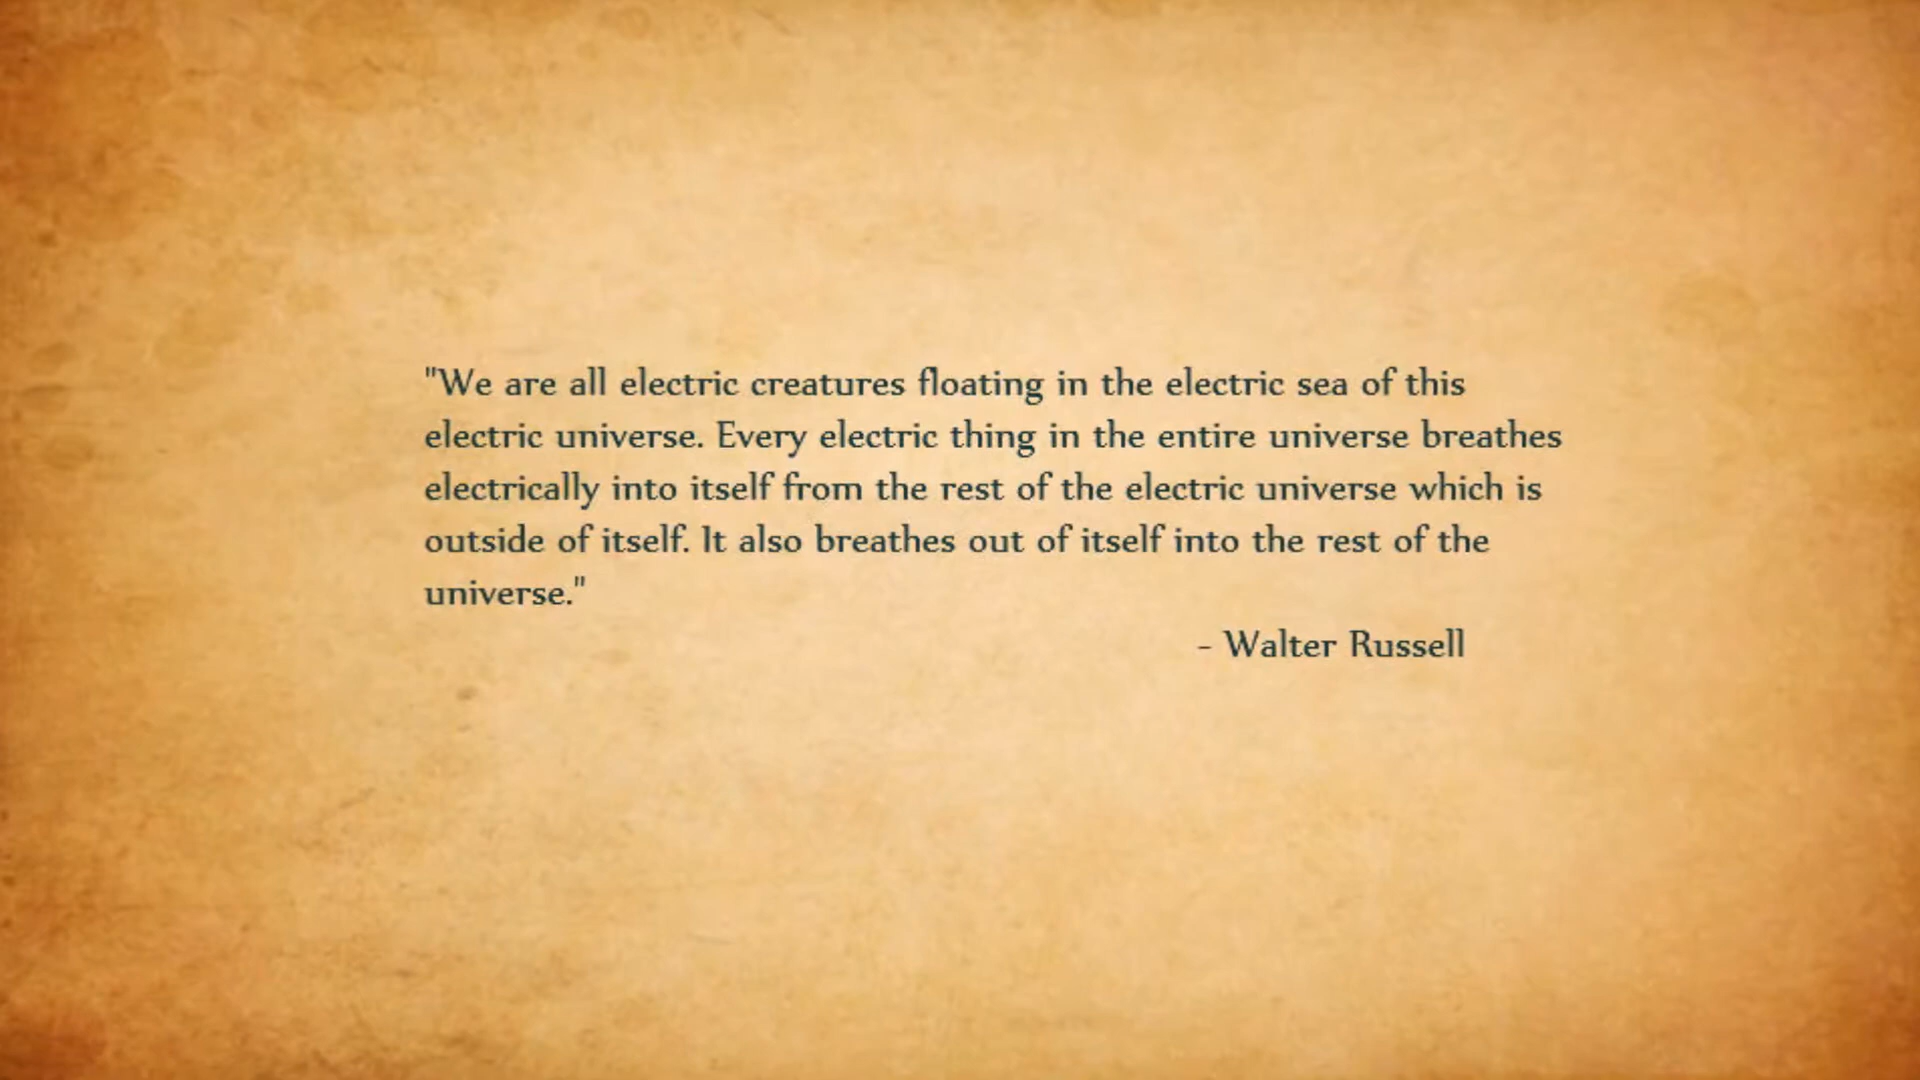 "We are all electric creatures floating in the electric sea of this
electric universe. Every electric thing in the entire universe breathes
electrically into itself from the rest of the electric universe which is
outside of itself. It also breathes out of itself into the rest of the
universe."
- Walter Russell